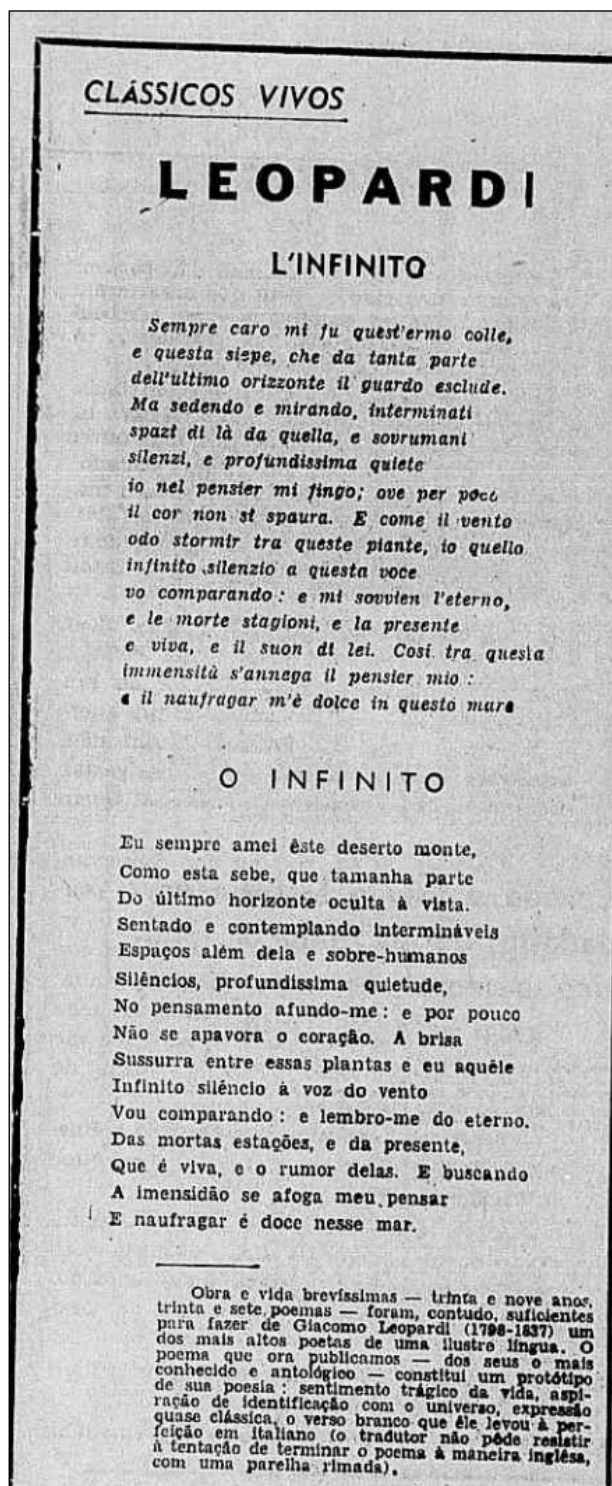 CLÁSSICOS VIVOS
LEOPARDI
L'INFINITO
Sempre caro mi fu quest'ermo colle,
e questa siepe, che da tanta parte
dell'ultimo orizzonte il guardo esclude.
Ma sedendo e mirando, interminati
spazi di là da quella, e sovrumani
silenzi, e profundissima quiete
io nel pensier mi fingo; ove per poco
il cor non si spaura. E come il vento
odo stormir tra queste piante, io quello
infinito silenzio a questa voce
vo comparando: e mi sovvien l'eterno,
e le morte stagioni, e la presente
e viva, e il suon di lei. Così tra questa
immensità s'annega il pensier mio:
e il naufragar m'è dolce in questo mare
O INFINITO
Eu sempre amei êste deserto monte,
Como esta sebe, que tamanha parte
Do último horizonte oculta à vista.
Sentado e contemplando intermináveis
Espaços além dela e sobre-humanos
Silêncios, profundíssima quietude,
No pensamento afundo-me: e por pouco
Não se apavora o coração. A brisa
Sussurra entre essas plantas e eu aquêle
Infinito silêncio à voz do vento
Vou comparando: e lembro-me do eterno.
Das mortas estações, e da presente,
Que é viva, e o rumor delas. E buscando
A imensidão se afoga meu pensar
E naufragar é doce nesse mar.
Obra e vida brevíssimas — trinta e nove anos,
trinta e sete poemas — foram, contudo, suficientes
para fazer de Giacomo Leopardi (1798-1837) um
dos mais altos poetas de uma ilustre língua. O
poema que ora publicamos — dos seus o mais
conhecido e antológico — constitui um protótipo
de sua poesia: sentimento trágico da vida, aspi-
ração de identificação com o universo, expressão
quase clássica, o verso branco que êle levou à per-
feição em italiano (o tradutor não pôde resistir
à tentação de terminar o poema à maneira inglêsa,
com uma parelha rimada).